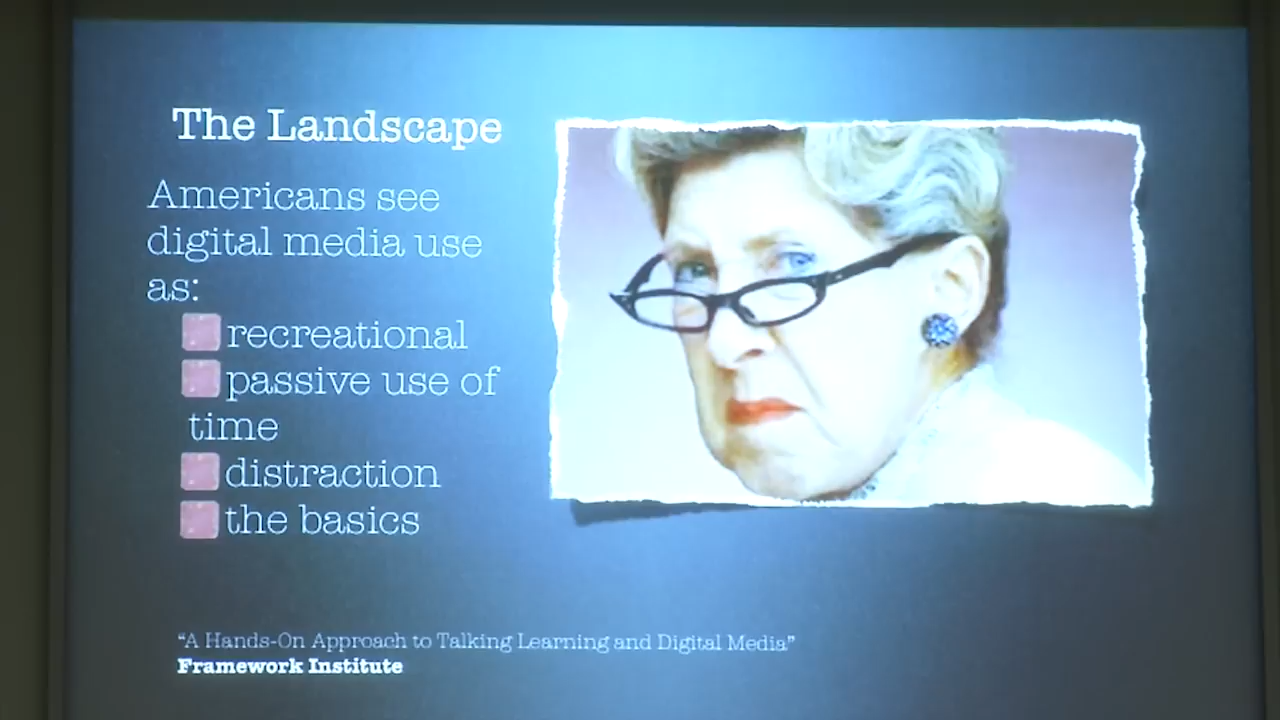 The Landscape
Americans see
digital media use
as:
recreational
passive use of
time
distraction
the basics
“A Hands-On Approach to Talking Learning and Digital Media”
Framework Institute